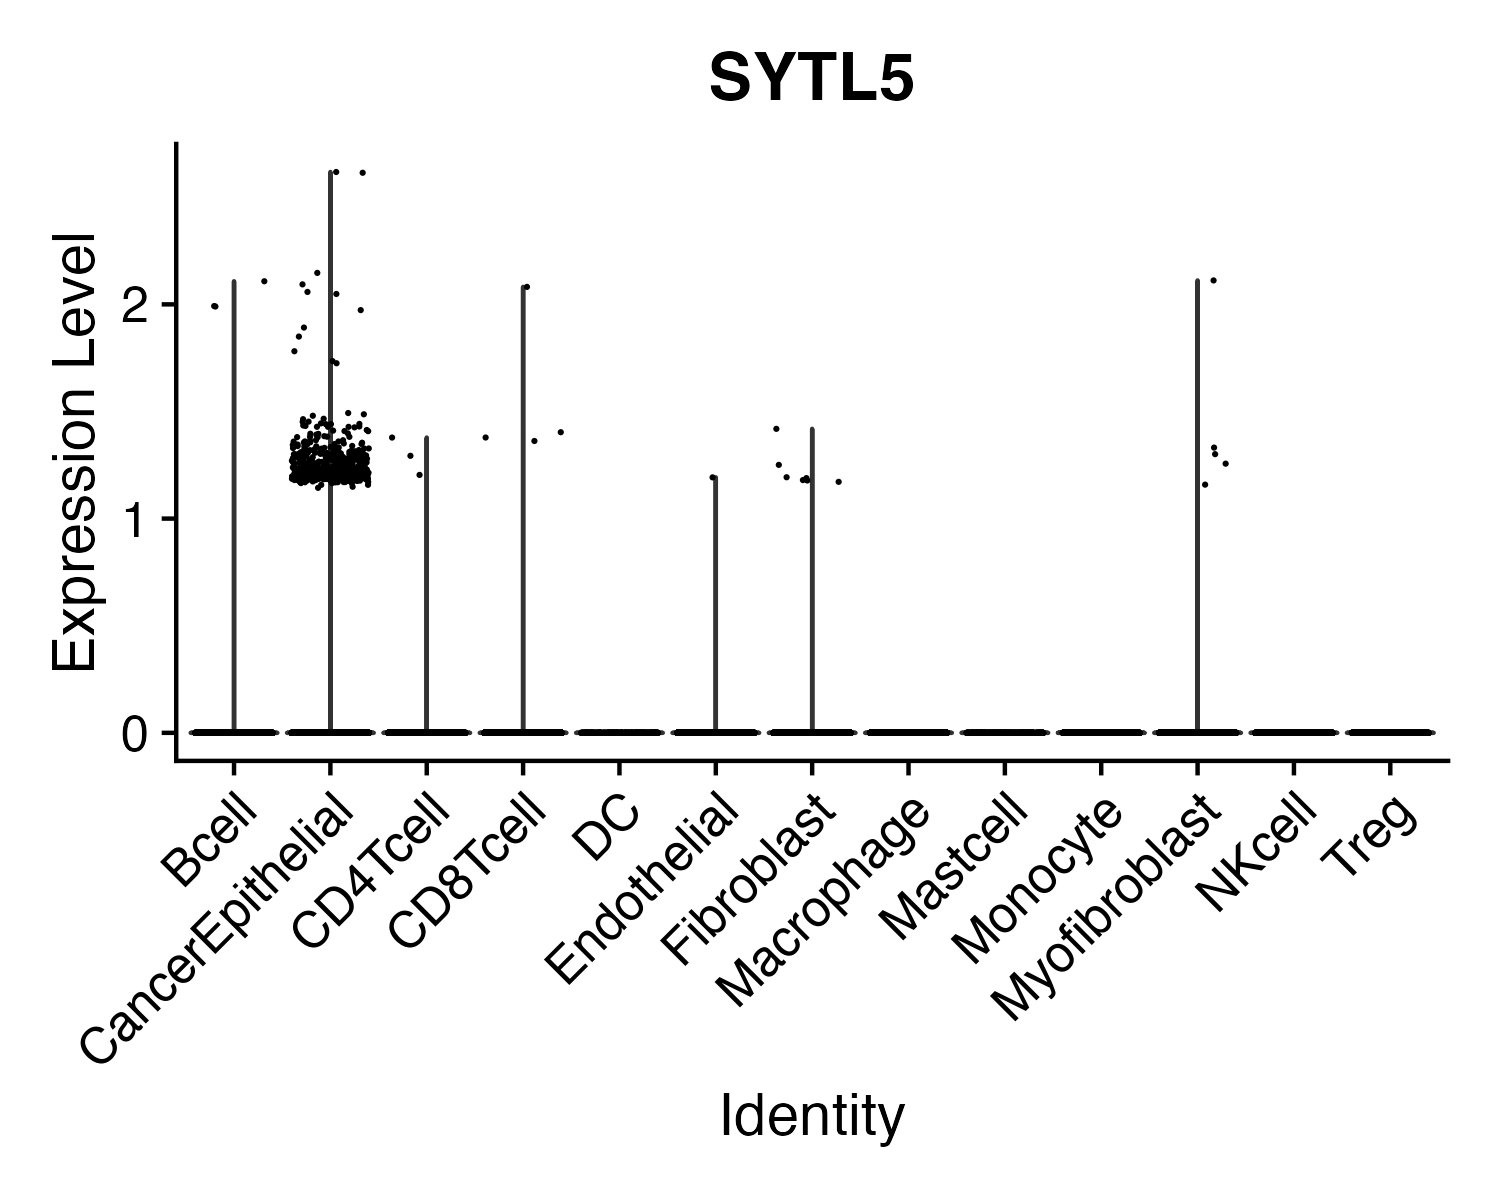 SYTL5
Expression Level
2
1
0
Bcell
CancerEpithelial
CD4Tcell
CD8Tcell
DC
Endothelial
Fibroblast
Macrophage
Mastcell
Monocyte
Myofibroblast
NKcell
Treg
Identity